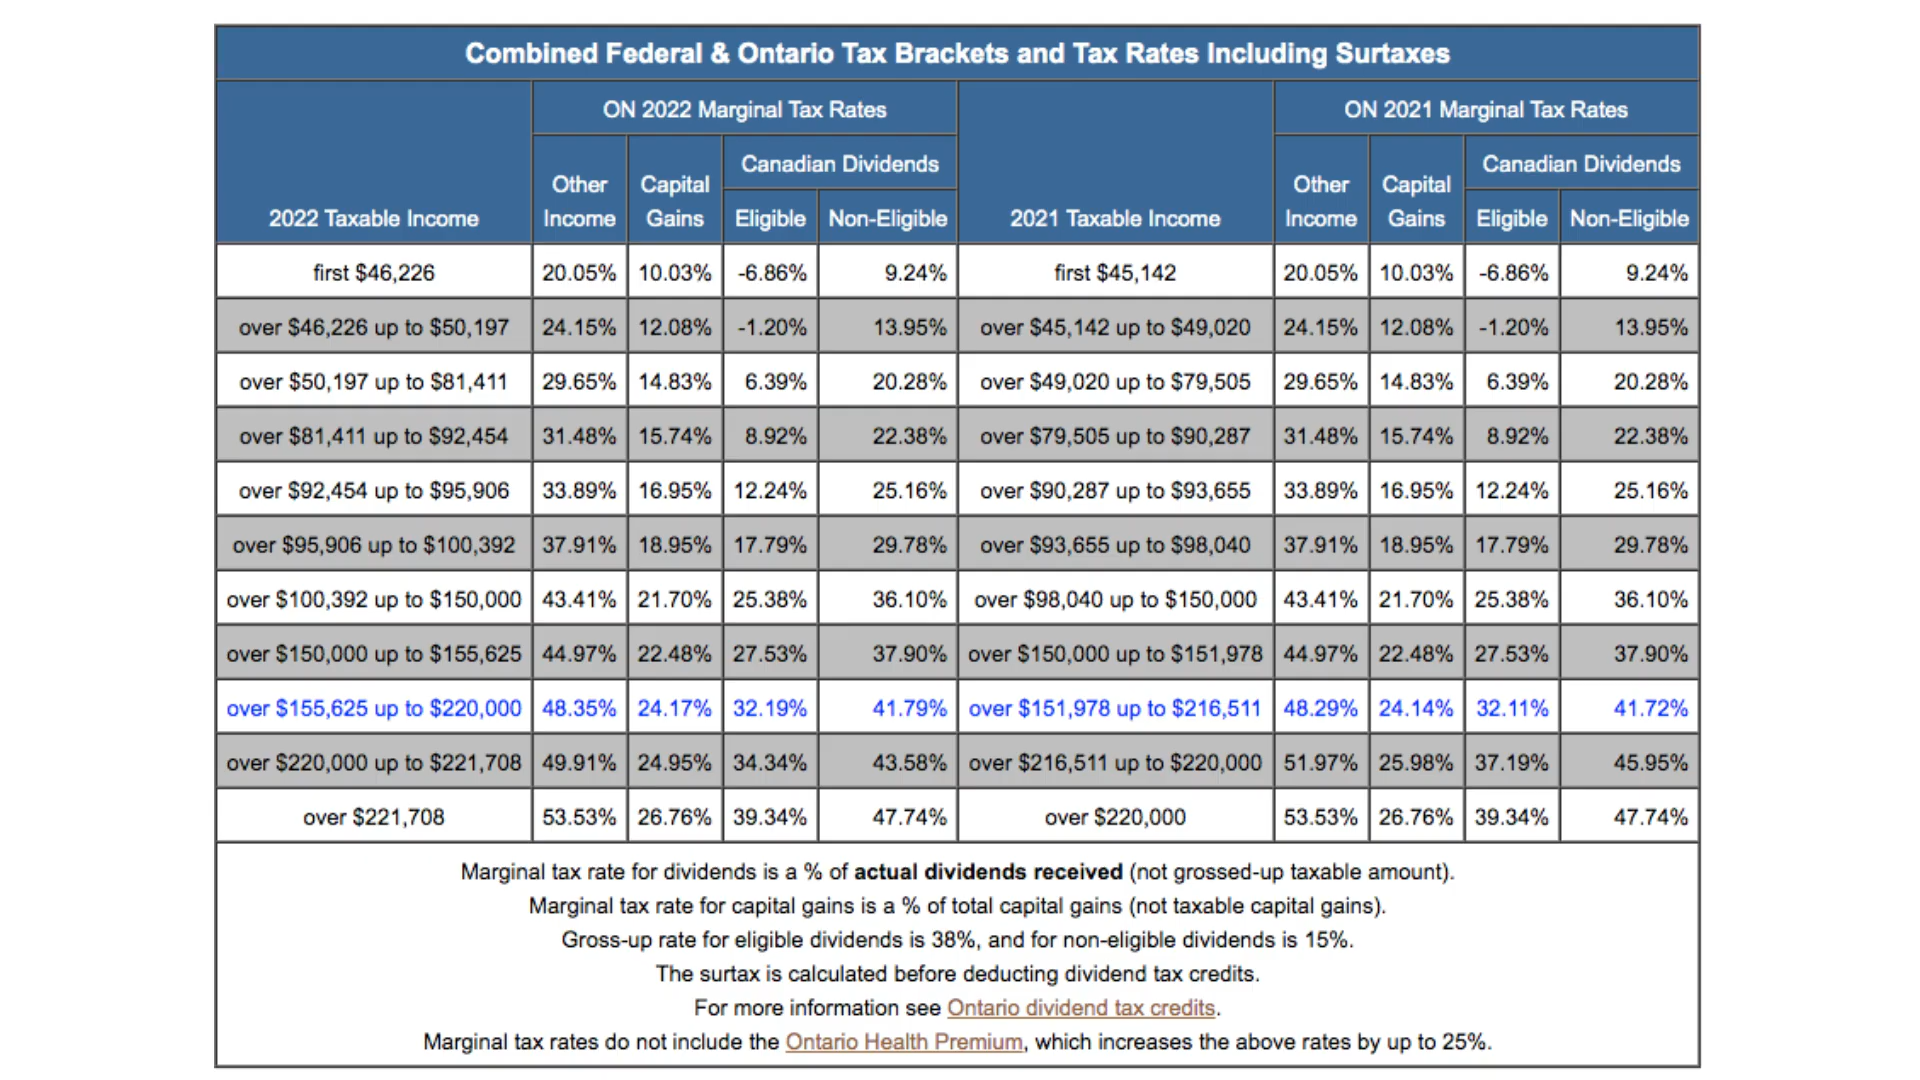 Combined Federal & Ontario Tax Brackets and Tax Rates Including Surtaxes
2022 Taxable Income ON 2022 Marginal Tax Rates 2021 Taxable Income ON 2021 Marginal Tax Rates
Other Income Capital Gains Canadian Dividends Other Income Capital Gains Canadian Dividends
Eligible Non-Eligible Eligible Non-Eligible
first $46,226 20.05% 10.03% -6.86% 9.24% first $45,142 20.05% 10.03% -6.86% 9.24%
over $46,226 up to $50,197 24.15% 12.08% -1.20% 13.95% over $45,142 up to $49,020 24.15% 12.08% -1.20% 13.95%
over $50,197 up to $81,411 29.65% 14.83% 6.39% 20.28% over $49,020 up to $79,505 29.65% 14.83% 6.39% 20.28%
over $81,411 up to $92,454 31.48% 15.74% 8.92% 22.38% over $79,505 up to $90,287 31.48% 15.74% 8.92% 22.38%
over $92,454 up to $95,906 33.89% 16.95% 12.24% 25.16% over $90,287 up to $93,655 33.89% 16.95% 12.24% 25.16%
over $95,906 up to $100,392 37.91% 18.95% 17.79% 29.78% over $93,655 up to $98,040 37.91% 18.95% 17.79% 29.78%
over $100,392 up to $150,000 43.41% 21.70% 25.38% 36.10% over $98,040 up to $150,000 43.41% 21.70% 25.38% 36.10%
over $150,000 up to $155,625 44.97% 22.48% 27.53% 37.90% over $150,000 up to $151,978 44.97% 22.48% 27.53% 37.90%
over $155,625 up to $220,000 48.35% 24.17% 32.19% 41.79% over $151,978 up to $216,511 48.29% 24.14% 32.11% 41.72%
over $220,000 up to $221,708 49.91% 24.95% 34.34% 43.58% over $216,511 up to $220,000 51.97% 25.98% 37.19% 45.95%
over $221,708 53.53% 26.76% 39.34% 47.74% over $220,000 53.53% 26.76% 39.34% 47.74%
Marginal tax rate for dividends is a % of actual dividends received (not grossed-up taxable amount).
Marginal tax rate for capital gains is a % of total capital gains (not taxable capital gains).
Gross-up rate for eligible dividends is 38%, and for non-eligible dividends is 15%.
The surtax is calculated before deducting dividend tax credits.
For more information see Ontario dividend tax credits.
Marginal tax rates do not include the Ontario Health Premium, which increases the above rates by up to 25%.